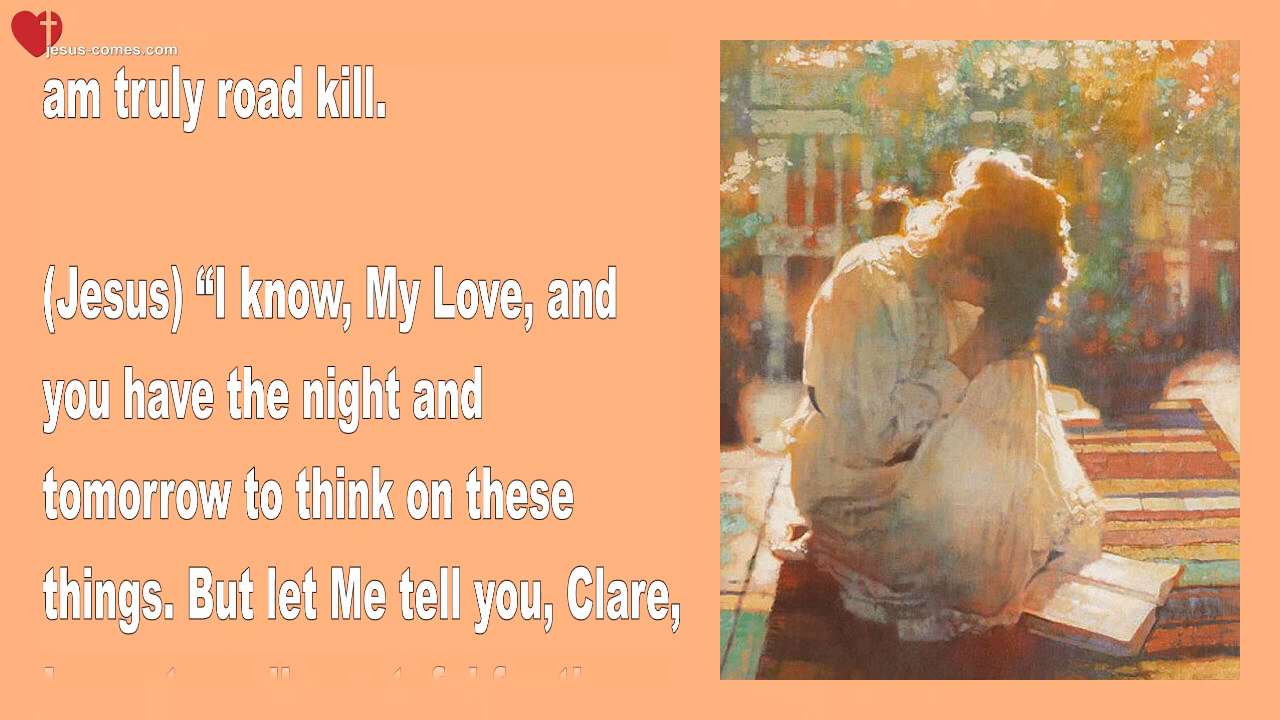 jesus-comes.com
am truly road kill.
(Jesus) “I know, My Love, and
you have the night and
tomorrow to think on these
things. But let Me tell you, Clare,